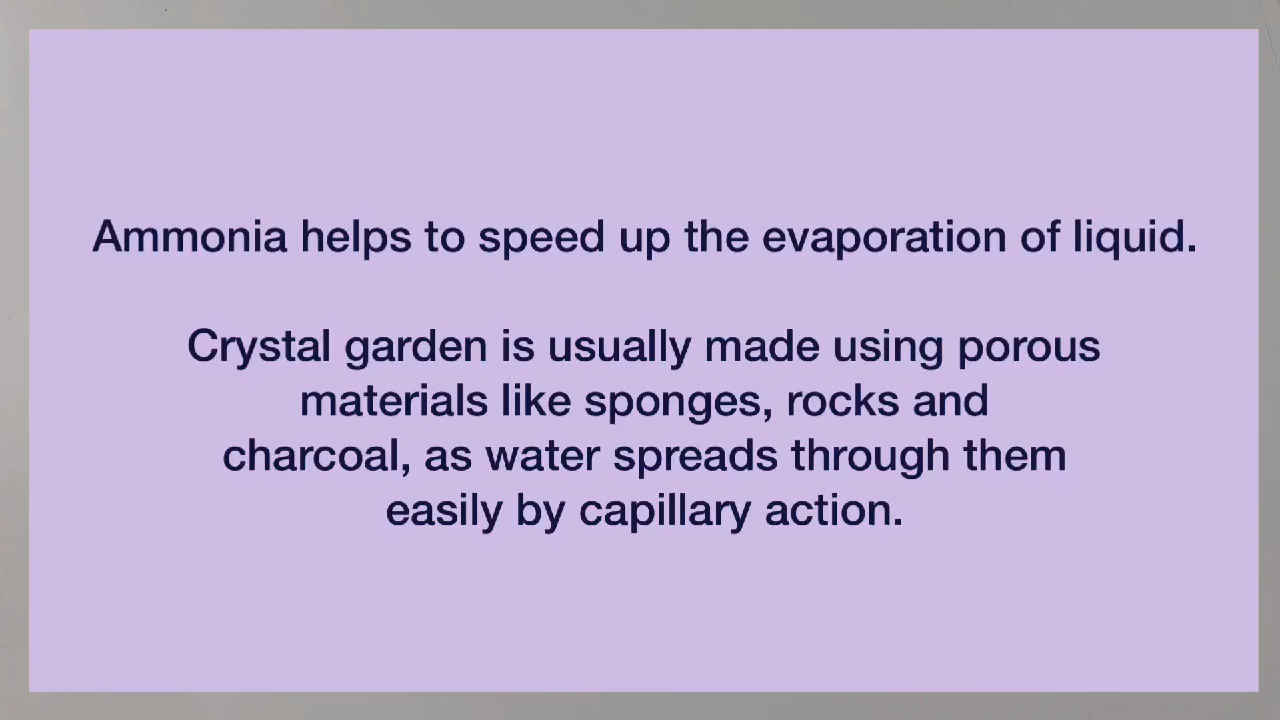 Ammonia helps to speed up the evaporation of liquid.
Crystal garden is usually made using porous
materials like sponges, rocks and
charcoal, as water spreads through them
easily by capillary action.